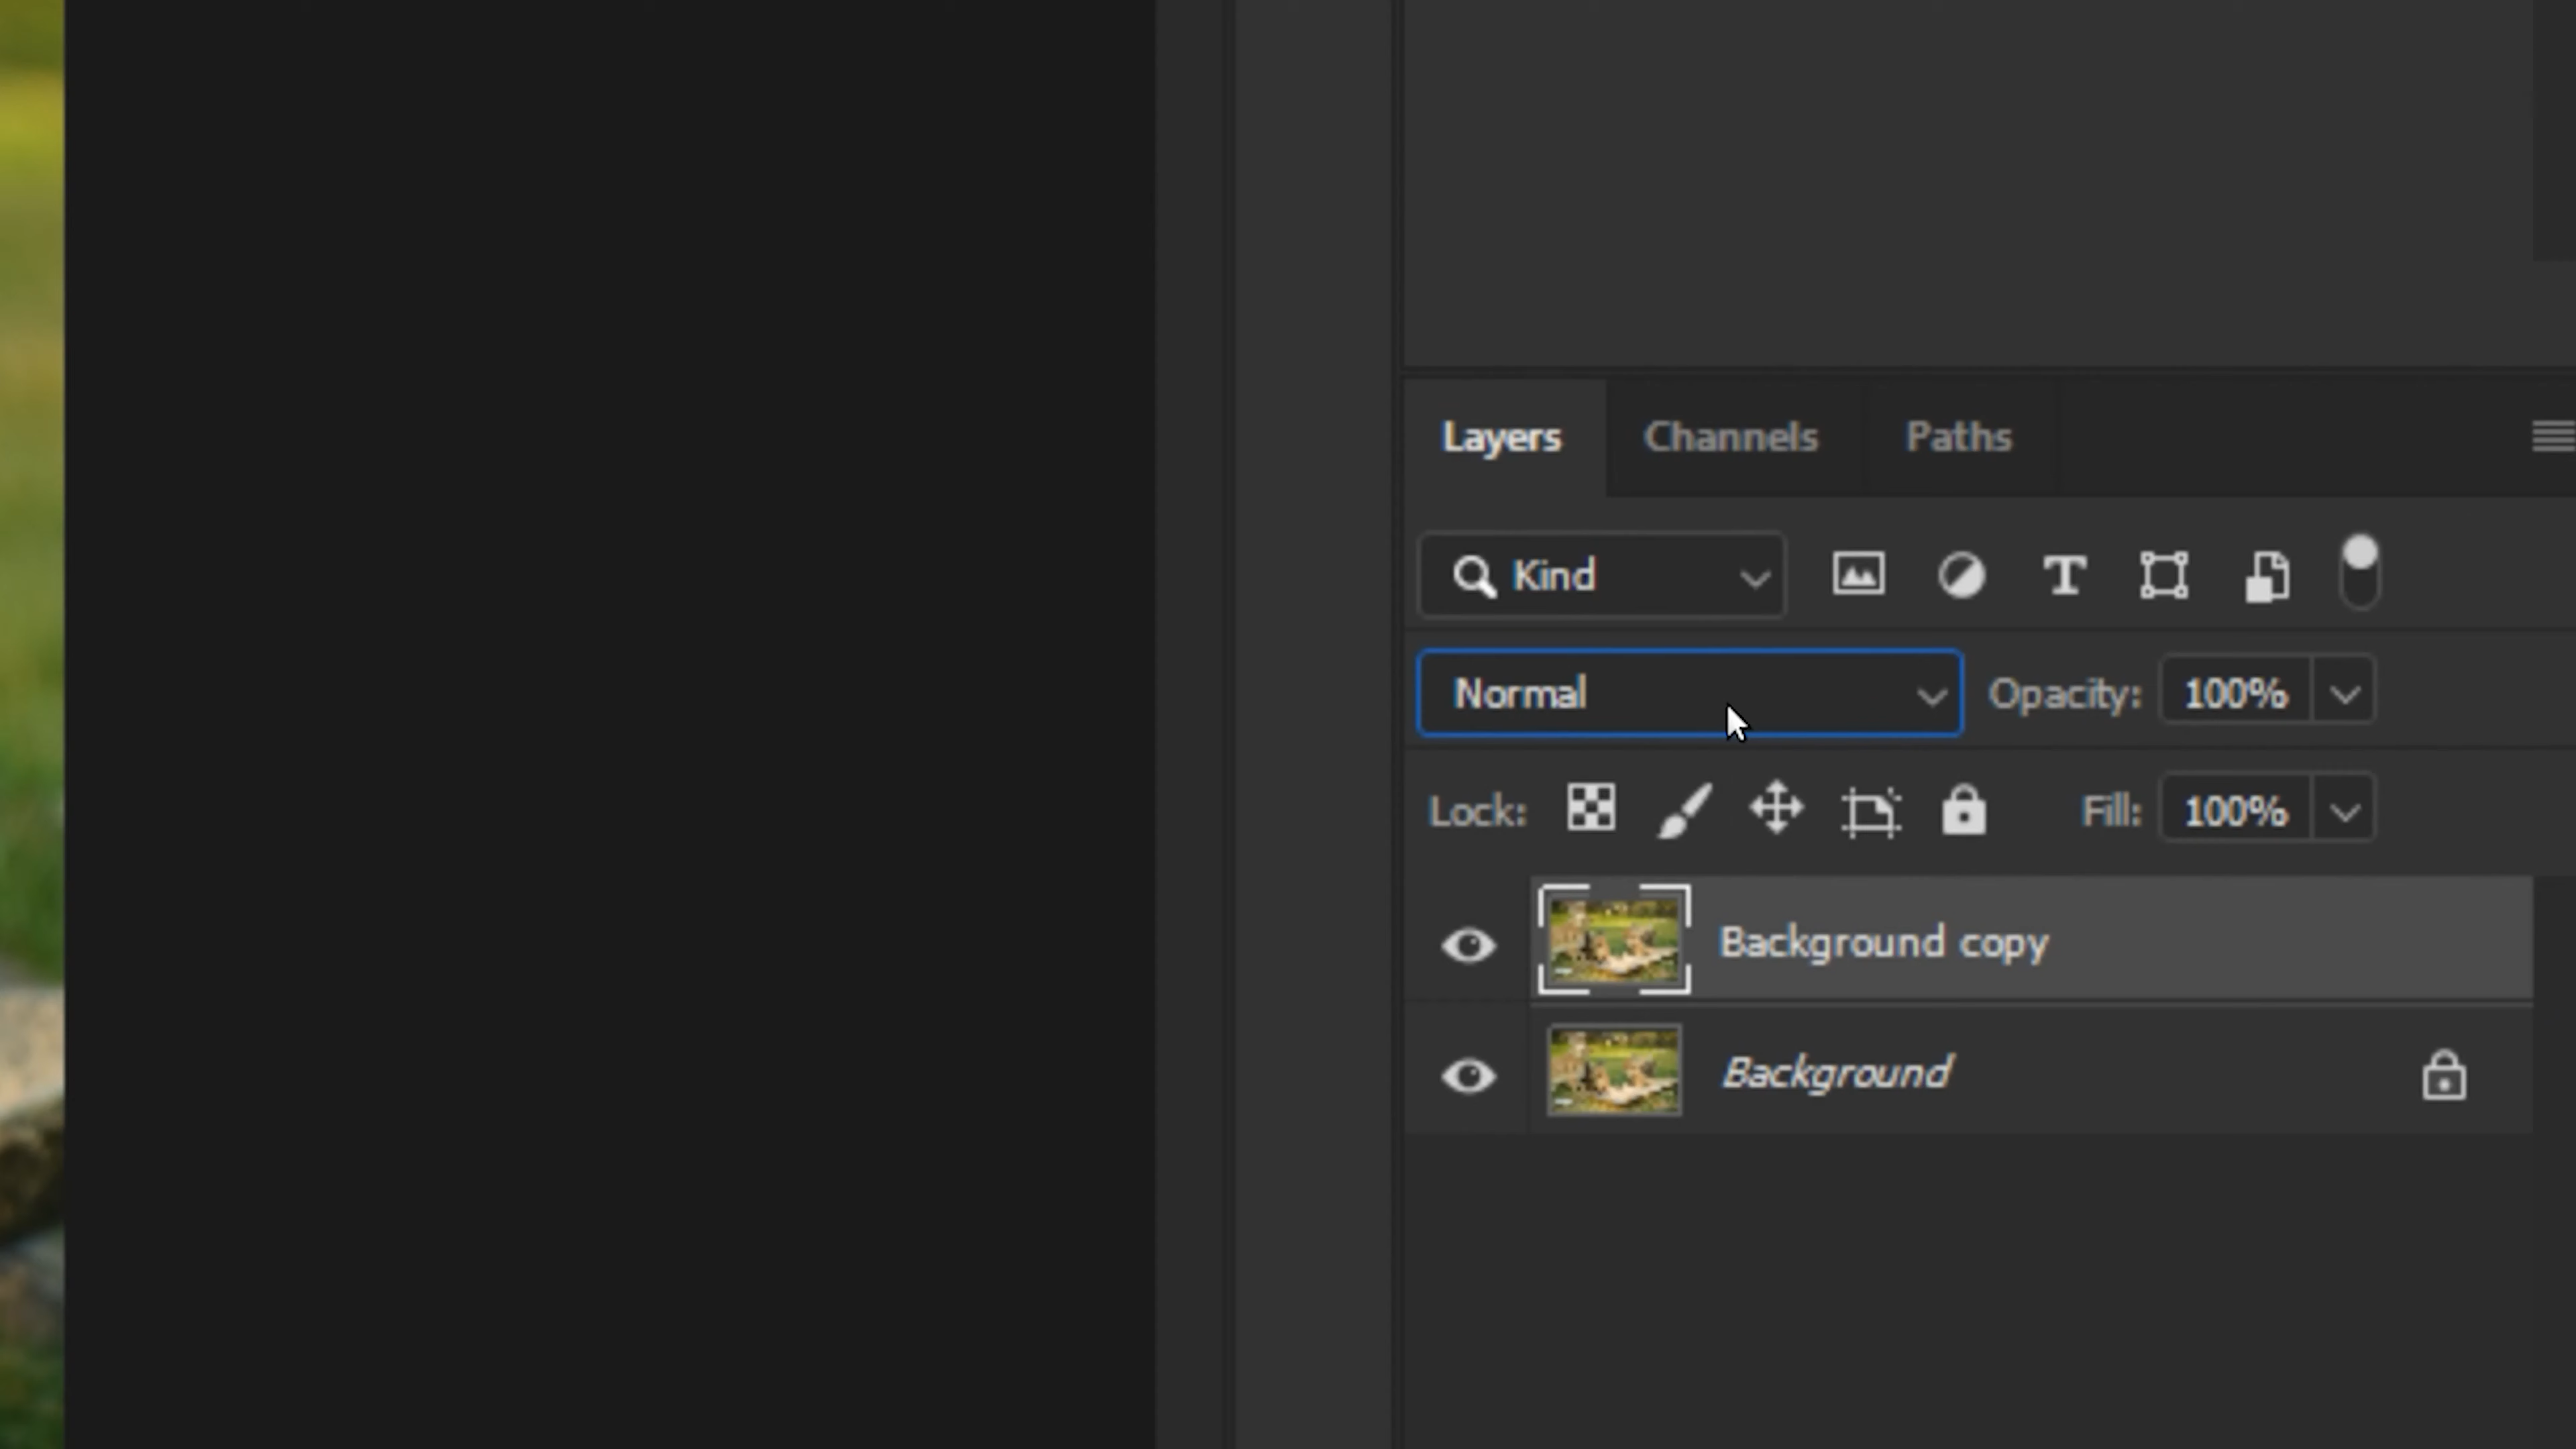 Layers Channels Paths
Kind
Normal Opacity: 100%
Lock: Fill: 100%
Background copy
Background